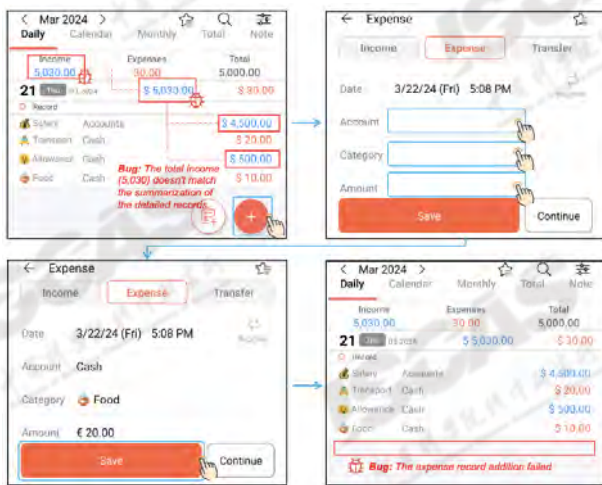 < Mar 2024 >
Daily Calendar Monthly Total Note
Income Expenses Total
5,030.00 30.00 5,000.00
21 Thu 03.2024 $ 5,030.00 $ 30.00
Record
Salary Accounts $ 4,500.00
Transport Cash $ 20.00
Allowance Cash $ 500.00
Food Cash $ 10.00
Bug: The total income
(5,030) doesn't match
the summarization of
the detailed records.
+
← Expense
Income Expense Transfer
Date 3/22/24 (Fri) 5:08 PM
Account
Category
Amount
Save Continue
← Expense
Income Expense Transfer
Date 3/22/24 (Fri) 5:08 PM
Account Cash
Category Food
Amount € 20.00
Save Continue
< Mar 2024 >
Daily Calendar Monthly Total Note
Income Expenses Total
5,030.00 30.00 5,000.00
21 Thu 03.2024 $ 5,030.00 $ 30.00
Record
Salary Accounts $ 4,500.00
Transport Cash $ 20.00
Allowance Cash $ 500.00
Food Cash $ 10.00
Bug: The expense record addition failed